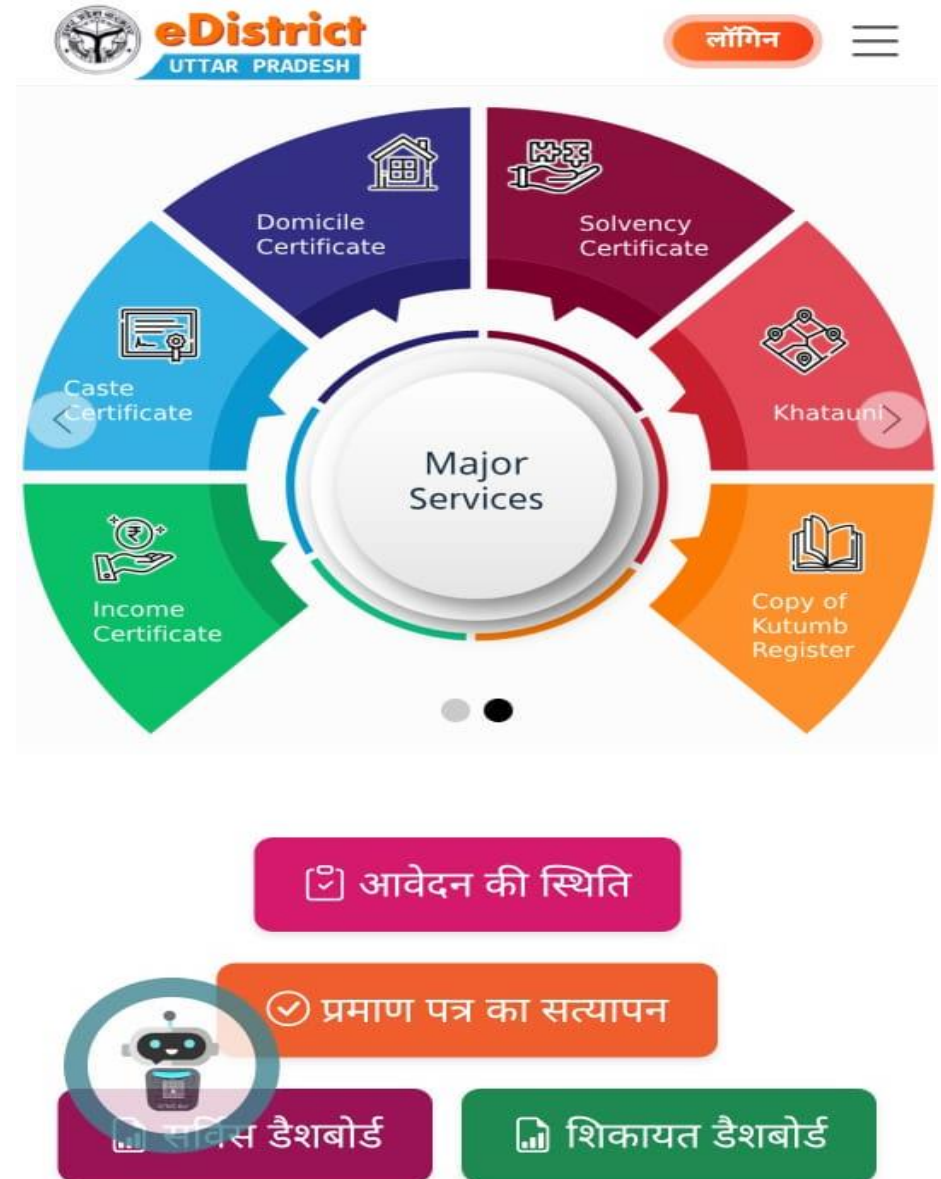 eDistrict
UTTAR PRADESH
लॉगिन
Domicile
Certificate
Solvency
Certificate
Caste
Certificate
Khatauni
Major
Services
Income
Certificate
Copy of
Kutumb
Register
आवेदन की स्थिति
प्रमाण पत्र का सत्यापन
सर्विस डैशबोर्ड
शिकायत डैशबोर्ड